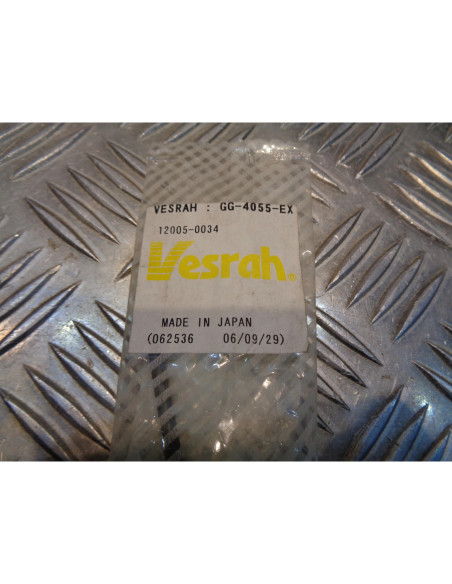 VESRAH : GG-4055-EX
12005-0034
Vesrah®
MADE IN JAPAN
(062536 06/09/29)